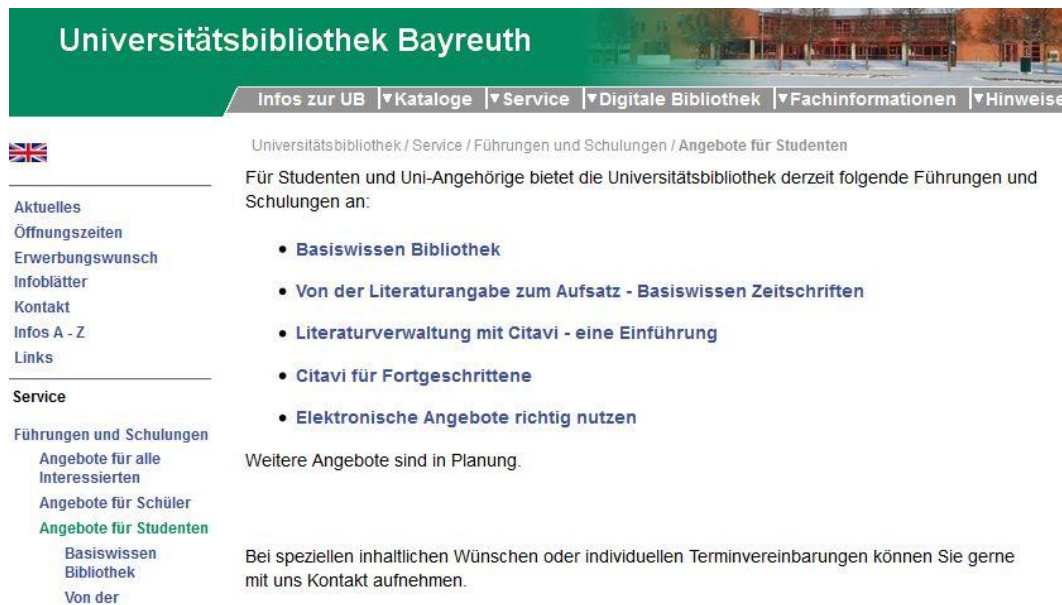 Universitätsbibliothek Bayreuth
Infos zur UB ▼Kataloge ▼Service ▼Digitale Bibliothek ▼Fachinformationen ▼Hinweise
Universitätsbibliothek / Service / Führungen und Schulungen / Angebote für Studenten
Für Studenten und Uni-Angehörige bietet die Universitätsbibliothek derzeit folgende Führungen und
Schulungen an:
• Basiswissen Bibliothek
• Von der Literaturangabe zum Aufsatz - Basiswissen Zeitschriften
• Literaturverwaltung mit Citavi - eine Einführung
• Citavi für Fortgeschrittene
• Elektronische Angebote richtig nutzen
Weitere Angebote sind in Planung.
Bei speziellen inhaltlichen Wünschen oder individuellen Terminvereinbarungen können Sie gerne
mit uns Kontakt aufnehmen.
Aktuelles
Öffnungszeiten
Erwerbungswunsch
Infoblätter
Kontakt
Infos A - Z
Links
Service
Führungen und Schulungen
Angebote für alle
Interessierten
Angebote für Schüler
Angebote für Studenten
Basiswissen
Bibliothek
Von der